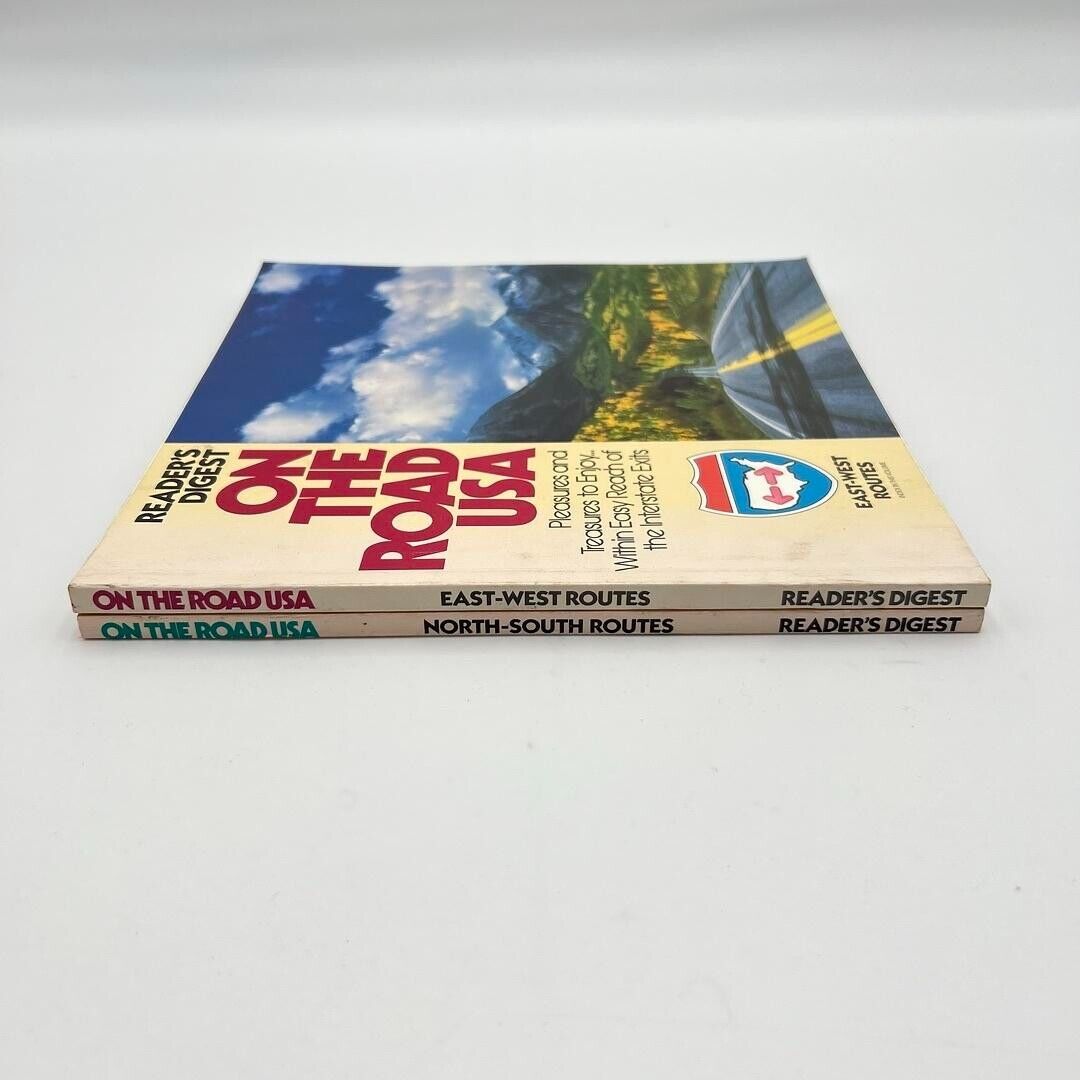 READER'S
DIGEST
ON
THE
ROAD
USA
Pleasures and
Treasures to Enjoy...
Within Easy Reach of
the Interstate Exits
EAST-WEST
ROUTES
ON THE ROAD USA EAST-WEST ROUTES READER'S DIGEST
ON THE ROAD USA NORTH-SOUTH ROUTES READER'S DIGEST